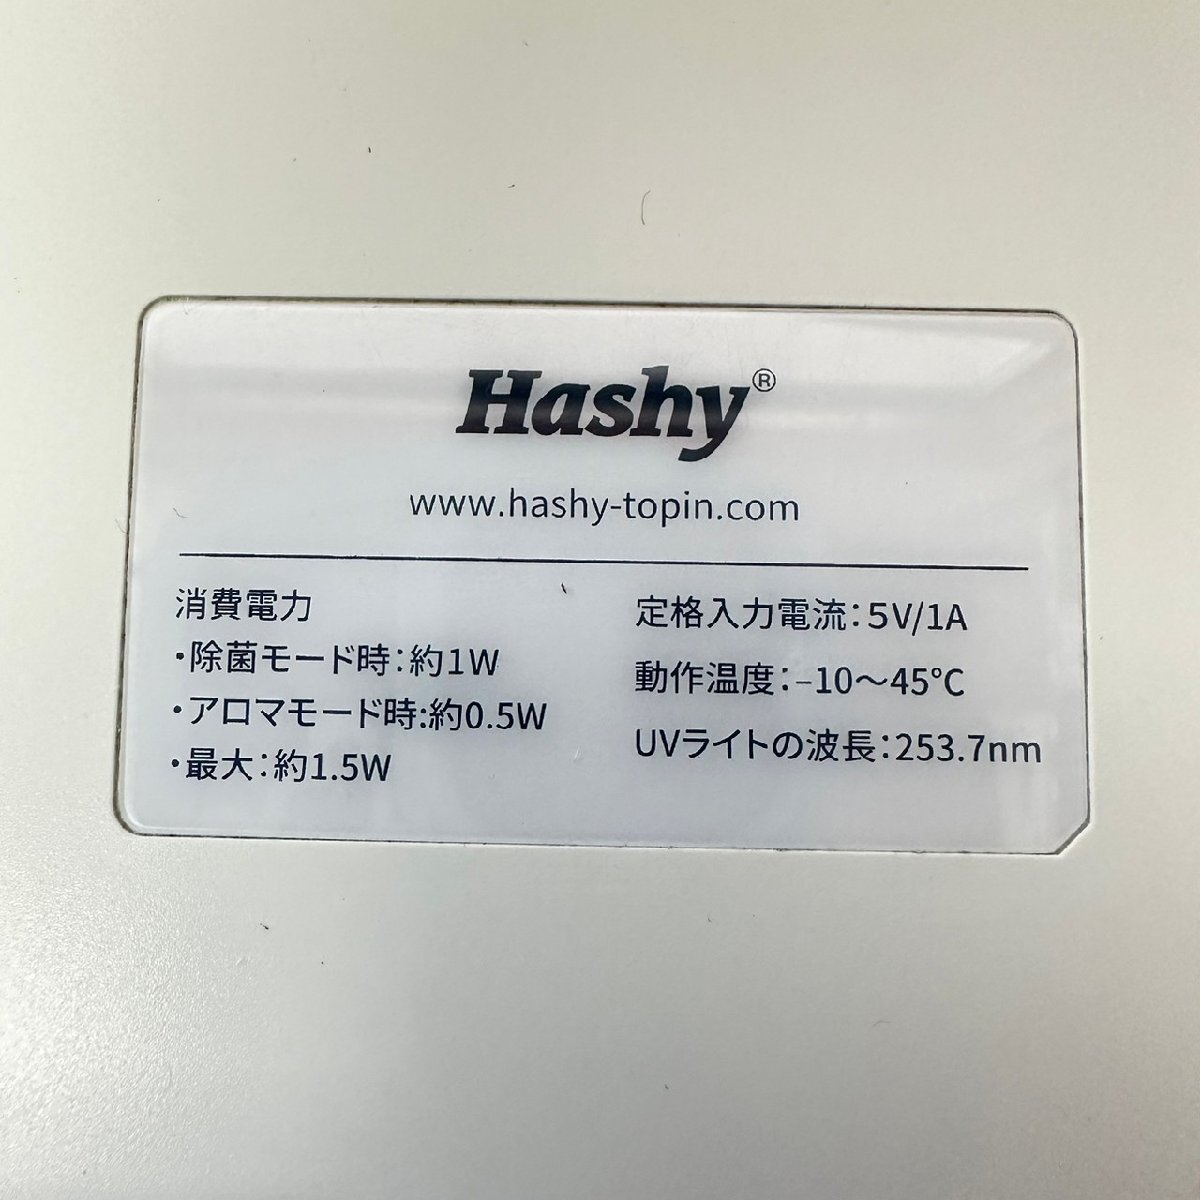 Hashy®
www.hashy-topin.com
消費電力
・除菌モード時：約1W
・アロマモード時:約0.5W
・最大：約1.5W
定格入力電流：5V/1A
動作温度：−10～45℃
UVライトの波長：253.7nm